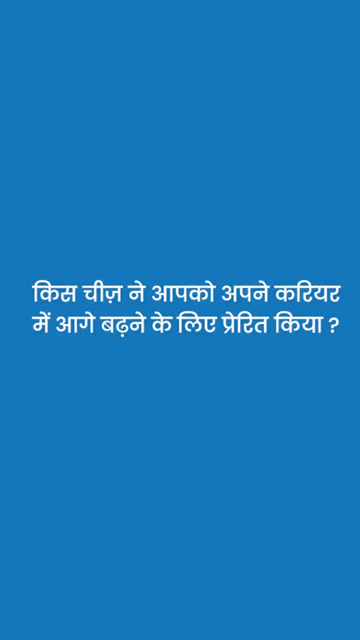 किस चीज़ ने आपको अपने करियर
में आगे बढ़ने के लिए प्रेरित किया ?